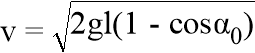 v = √2gl(1 - cosα₀)